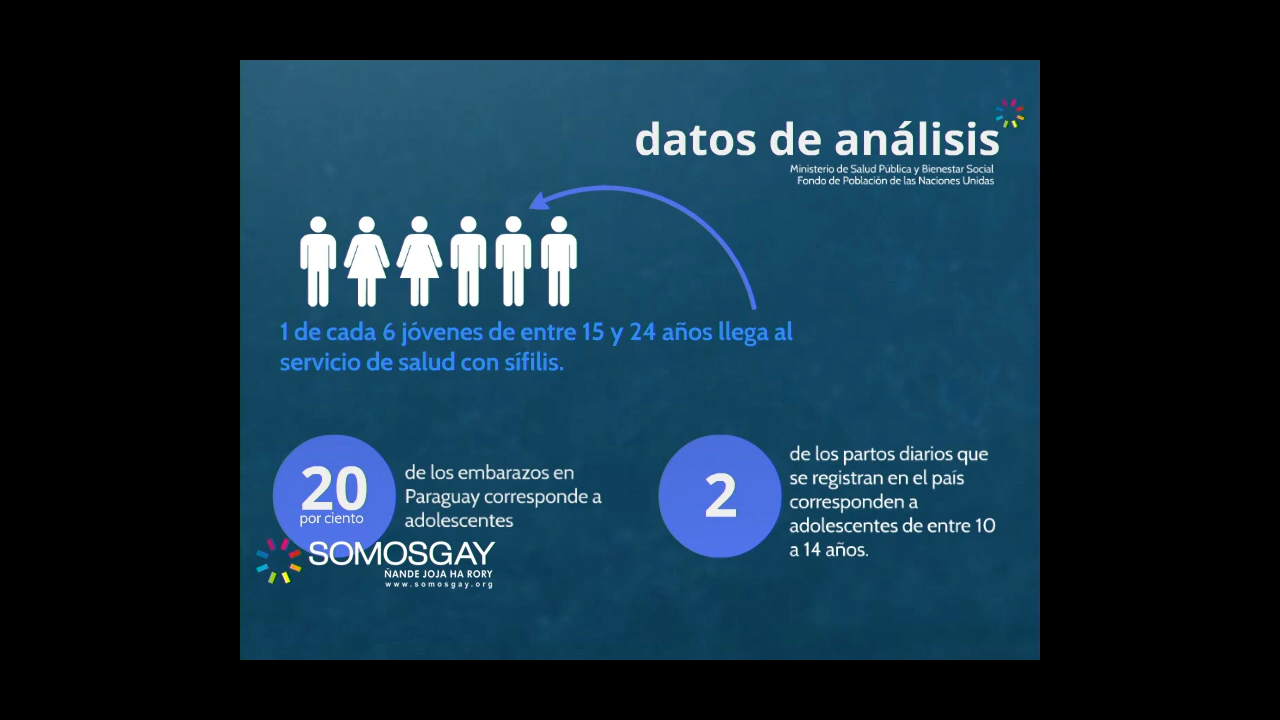 datos de análisis
Ministerio de Salud Pública y Bienestar Social
Fondo de Población de las Naciones Unidas
1 de cada 6 jóvenes de entre 15 y 24 años llega al
servicio de salud con sífilis.
20
por ciento
de los embarazos en
Paraguay corresponde a
adolescentes
2
de los partos diarios que
se registran en el país
corresponden a
adolescentes de entre 10
a 14 años.
SOMOSGAY
ÑANDE JOJA HA RORY
www.somosgay.org